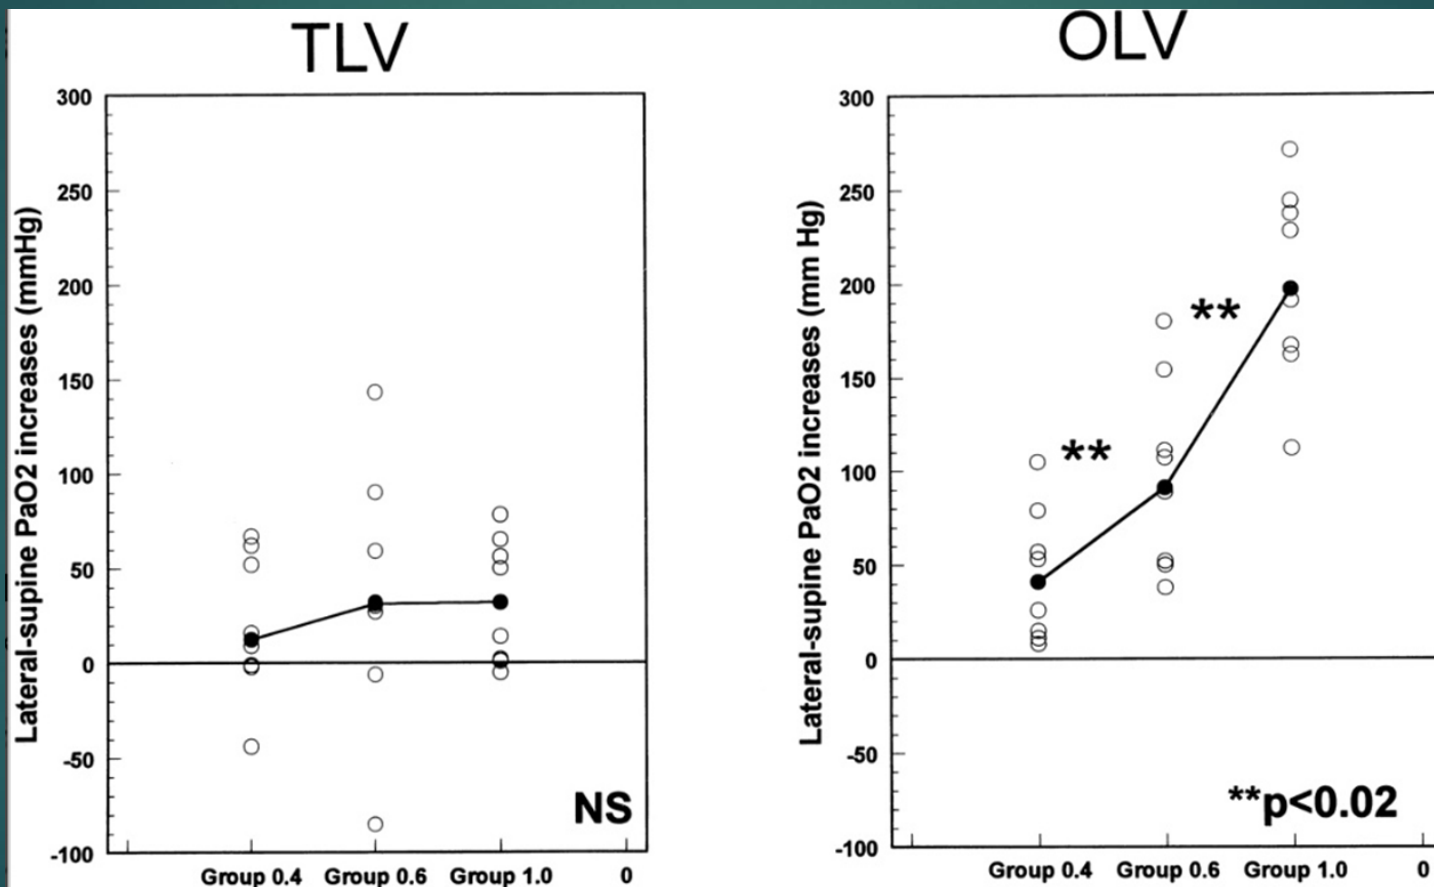 TLV
300
250
200
150
100
50
0
-50
-100
Lateral-supine PaO2 increases (mmHg)
NS
Group 0.4
Group 0.6
Group 1.0
0
OLV
300
250
200
150
100
50
0
-50
-100
Lateral-supine PaO2 increases (mm Hg)
**
**
**p<0.02
Group 0.4
Group 0.6
Group 1.0
0